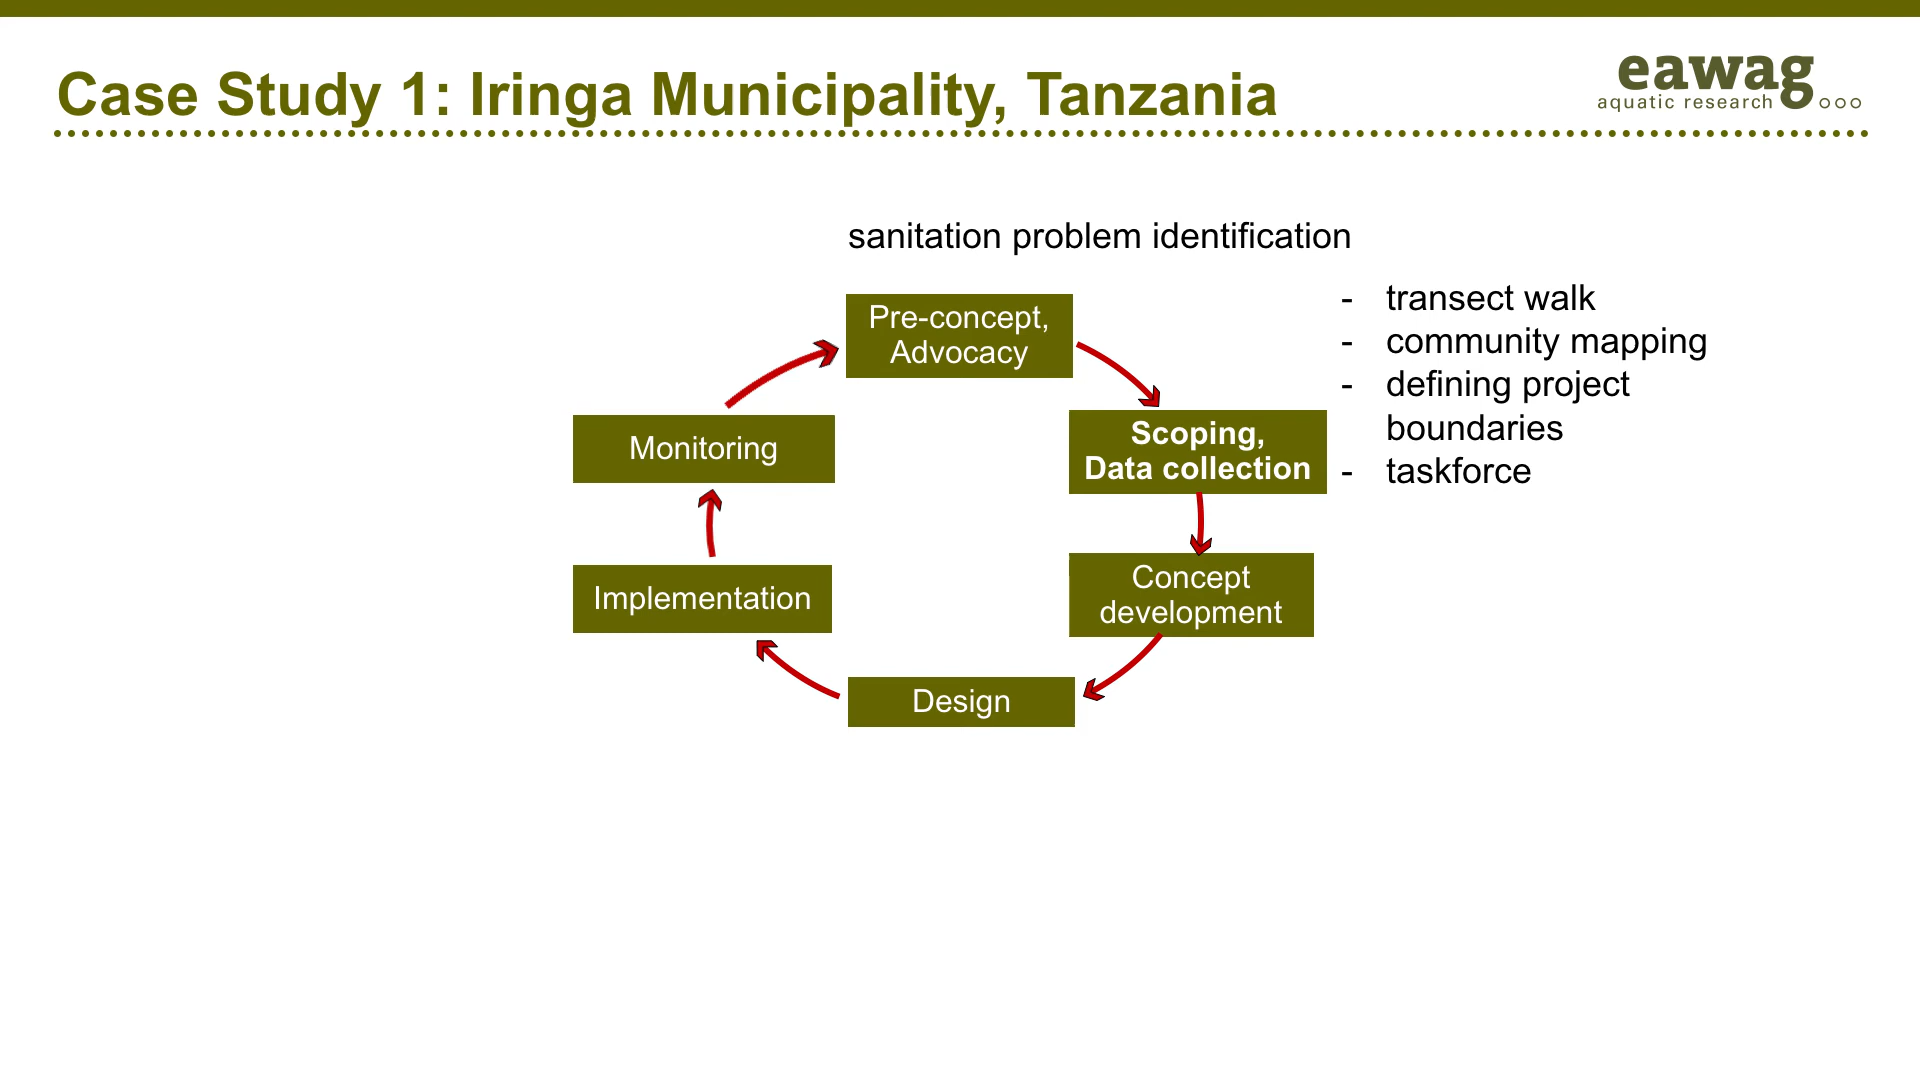 Case Study 1: Iringa Municipality, Tanzania
eawag
aquatic research
sanitation problem identification
Pre-concept,
Advocacy
- transect walk
- community mapping
- defining project
boundaries
- taskforce
Scoping,
Data collection
Concept
development
Design
Implementation
Monitoring